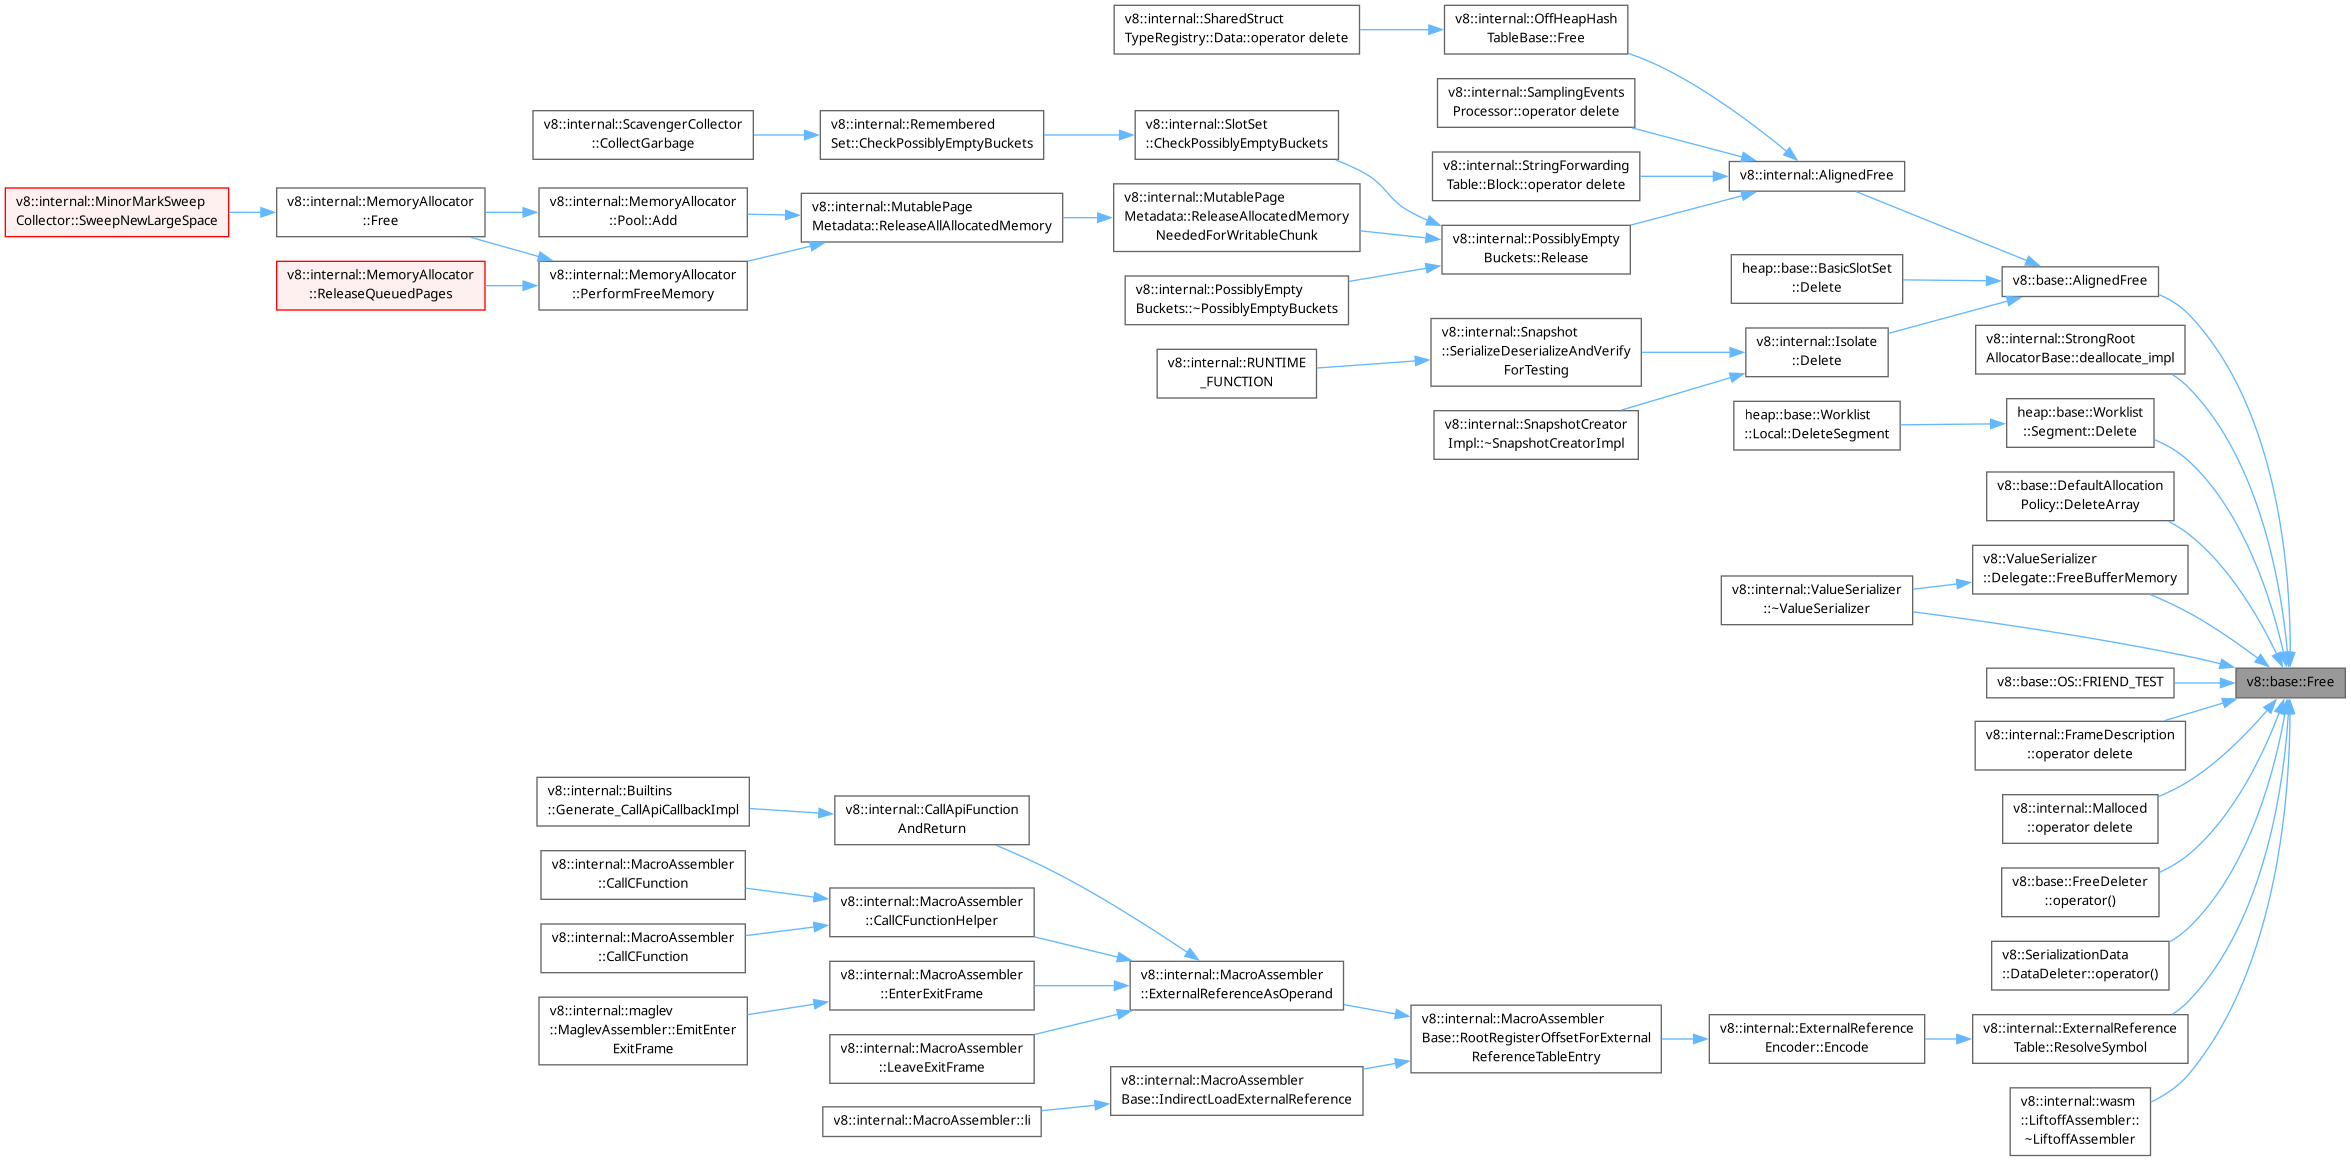 v8::internal::SharedStruct
TypeRegistry::Data::operator delete
v8::internal::OffHeapHash
TableBase::Free
v8::internal::SamplingEvents
Processor::operator delete
v8::internal::ScavengerCollector
::CollectGarbage
v8::internal::Remembered
Set::CheckPossiblyEmptyBuckets
v8::internal::SlotSet
::CheckPossiblyEmptyBuckets
v8::internal::StringForwarding
Table::Block::operator delete
v8::internal::AlignedFree
v8::internal::MinorMarkSweep
Collector::SweepNewLargeSpace
v8::internal::MemoryAllocator
::Free
v8::internal::MemoryAllocator
::Pool::Add
v8::internal::MutablePage
Metadata::ReleaseAllAllocatedMemory
v8::internal::MutablePage
Metadata::ReleaseAllocatedMemory
NeededForWritableChunk
v8::internal::PossiblyEmpty
Buckets::Release
v8::internal::MemoryAllocator
::ReleaseQueuedPages
v8::internal::MemoryAllocator
::PerformFreeMemory
v8::internal::PossiblyEmpty
Buckets::~PossiblyEmptyBuckets
heap::base::BasicSlotSet
::Delete
v8::base::AlignedFree
v8::internal::RUNTIME
_FUNCTION
v8::internal::Snapshot
::SerializeDeserializeAndVerify
ForTesting
v8::internal::Isolate
::Delete
v8::internal::StrongRoot
AllocatorBase::deallocate_impl
v8::internal::SnapshotCreator
Impl::~SnapshotCreatorImpl
heap::base::Worklist
::Local::DeleteSegment
heap::base::Worklist
::Segment::Delete
v8::base::DefaultAllocation
Policy::DeleteArray
v8::internal::ValueSerializer
::~ValueSerializer
v8::ValueSerializer
::Delegate::FreeBufferMemory
v8::base::OS::FRIEND_TEST
v8::base::Free
v8::internal::FrameDescription
::operator delete
v8::internal::Builtins
::Generate_CallApiCallbackImpl
v8::internal::CallApiFunction
AndReturn
v8::internal::Malloced
::operator delete
v8::internal::MacroAssembler
::CallCFunction
v8::internal::MacroAssembler
::CallCFunctionHelper
v8::base::FreeDeleter
::operator()
v8::internal::MacroAssembler
::CallCFunction
v8::internal::MacroAssembler
::EnterExitFrame
v8::internal::MacroAssembler
::ExternalReferenceAsOperand
v8::SerializationData
::DataDeleter::operator()
v8::internal::maglev
::MaglevAssembler::EmitEnter
ExitFrame
v8::internal::MacroAssembler
::LeaveExitFrame
v8::internal::MacroAssembler
Base::RootRegisterOffsetForExternal
ReferenceTableEntry
v8::internal::ExternalReference
Encoder::Encode
v8::internal::ExternalReference
Table::ResolveSymbol
v8::internal::MacroAssembler
Base::IndirectLoadExternalReference
v8::internal::MacroAssembler::li
v8::internal::wasm
::LiftoffAssembler::
~LiftoffAssembler